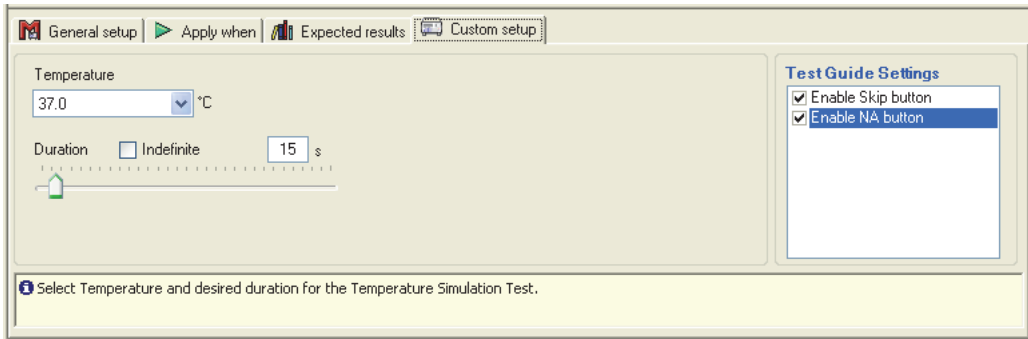 General setup Apply when Expected results Custom setup
Temperature
37.0 °C
Duration Indefinite 15 s
Test Guide Settings
Enable Skip button
Enable NA button
Select Temperature and desired duration for the Temperature Simulation Test.